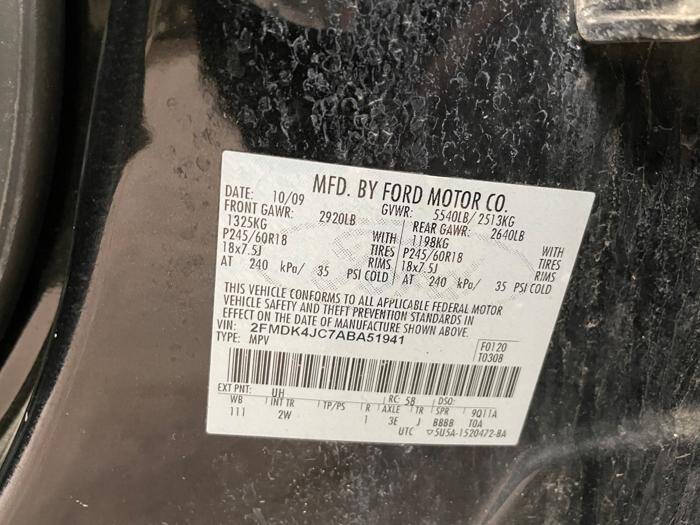 MFD. BY FORD MOTOR CO.
DATE: 10/09 GVWR: 5540LB/ 2513KG
FRONT GAWR: 2920LB REAR GAWR: 2640LB
1325KG WITH 1198KG WITH
P245/60R18 TIRES P245/60R18 TIRES
18x7.5J RIMS 18x7.5J RIMS
AT 240 kPa/ 35 PSI COLD AT 240 kPa/ 35 PSI COLD
THIS VEHICLE CONFORMS TO ALL APPLICABLE FEDERAL MOTOR
VEHICLE SAFETY AND THEFT PREVENTION STANDARDS IN
EFFECT ON THE DATE OF MANUFACTURE SHOWN ABOVE.
VIN: 2FMDK4JC7ABA51941 F0120
TYPE: MPV T0308
EXT PNT: UH RC: 58 DSO:
WB INT TR TP/PS R AXLE TR SPR 9011A
111 2W 1 3E J BBBB T0A
UTC ▽5U5A-1520472-BA